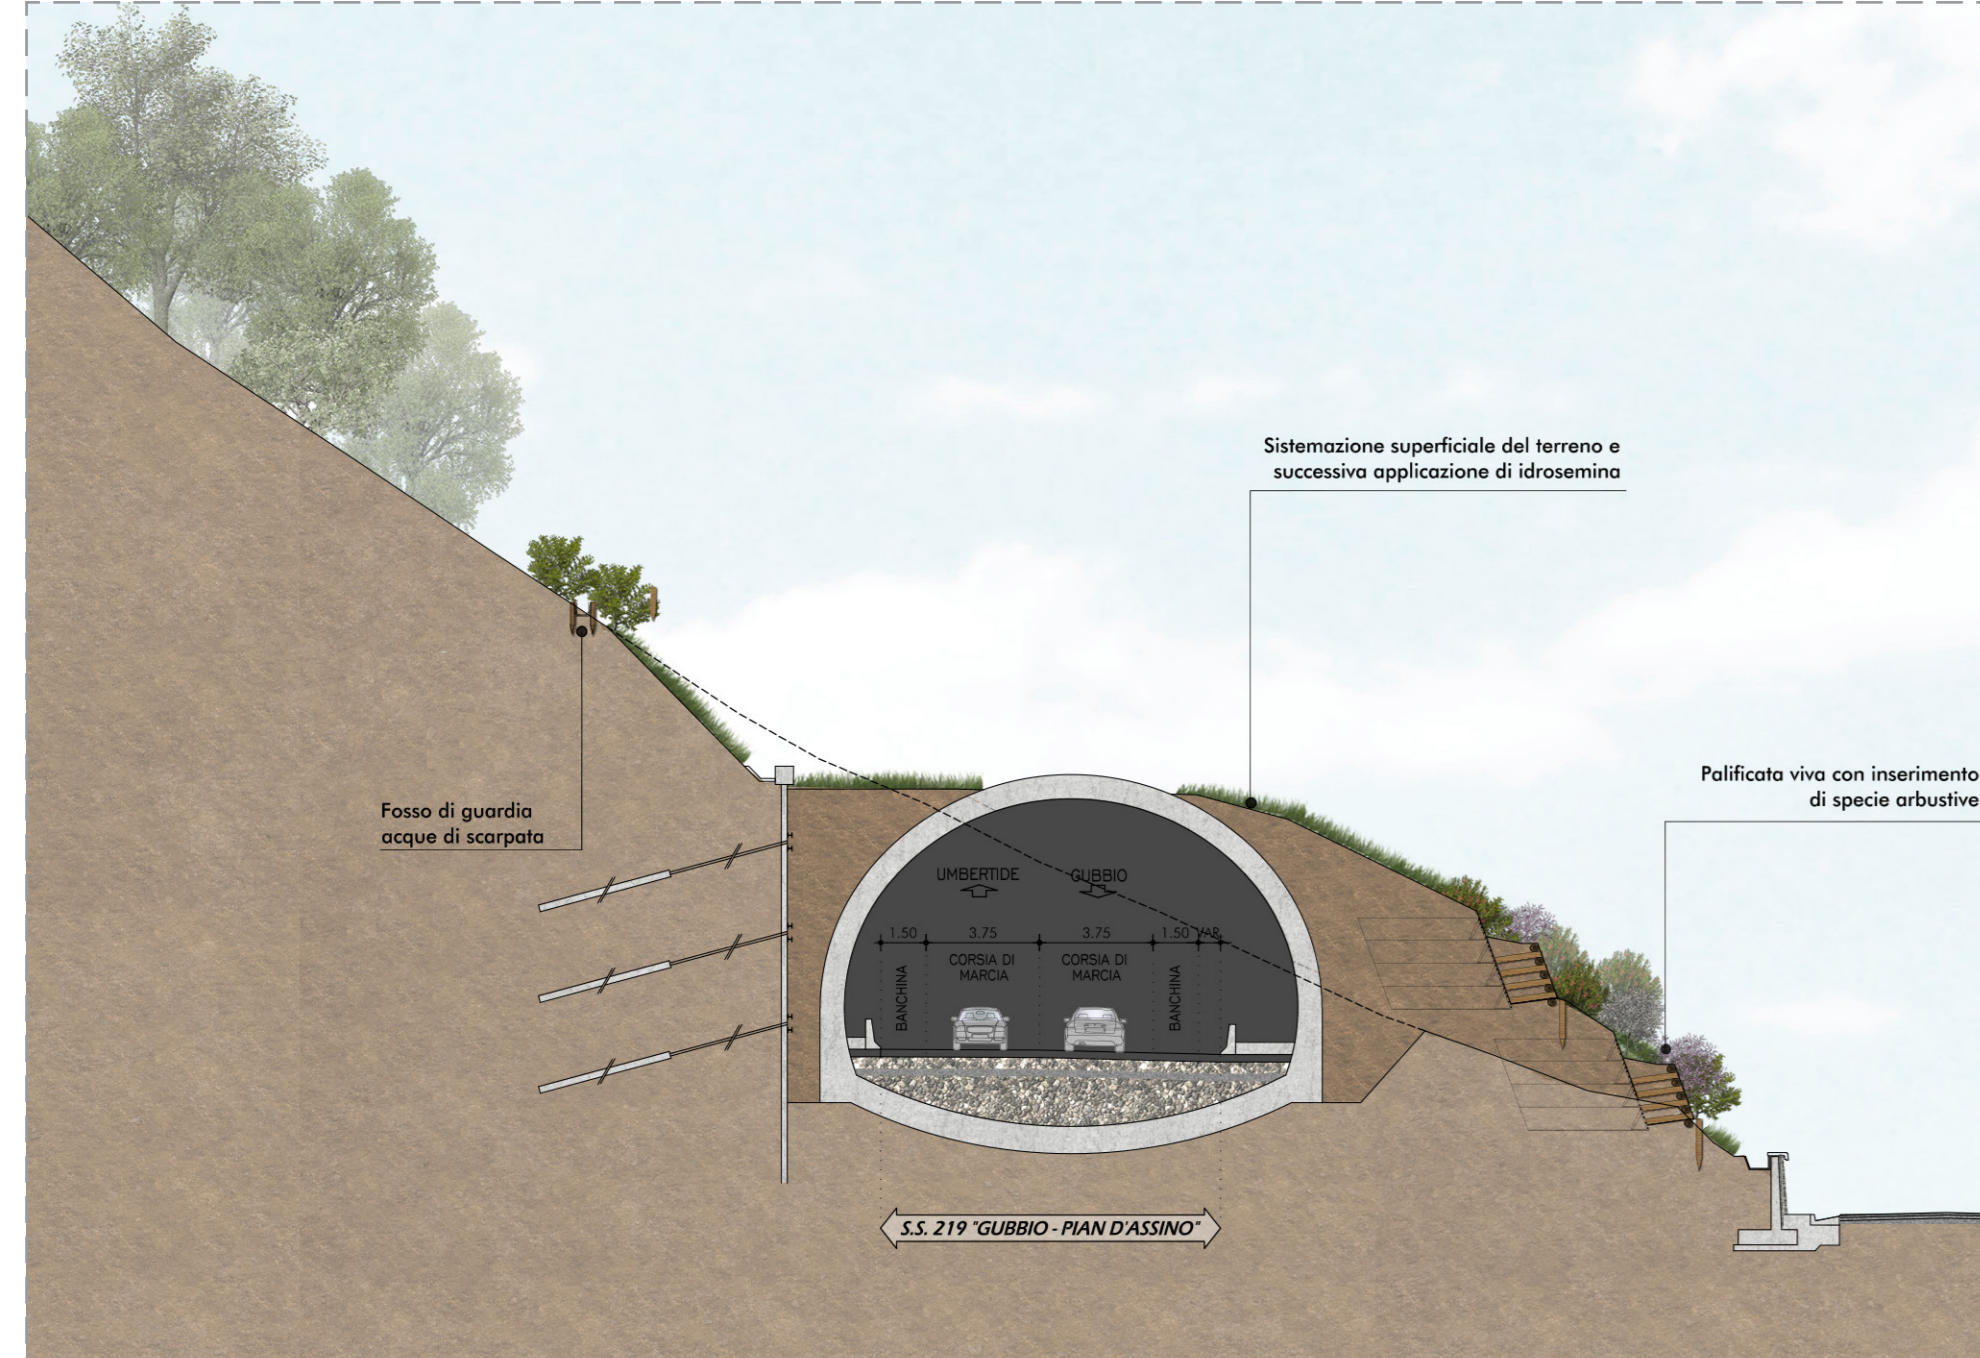 Sistemazione superficiale del terreno e
successiva applicazione di idrosemina
Palificata viva con inserimento
di specie arbustive
Fosso di guardia
acque di scarpata
UMBERTIDE
GUBBIO
1.50
3.75
3.75
1.50
VAR.
CORSIA DI
MARCIA
CORSIA DI
MARCIA
BANCHINA
BANCHINA
S.S. 219 "GUBBIO - PIAN D'ASSINO"